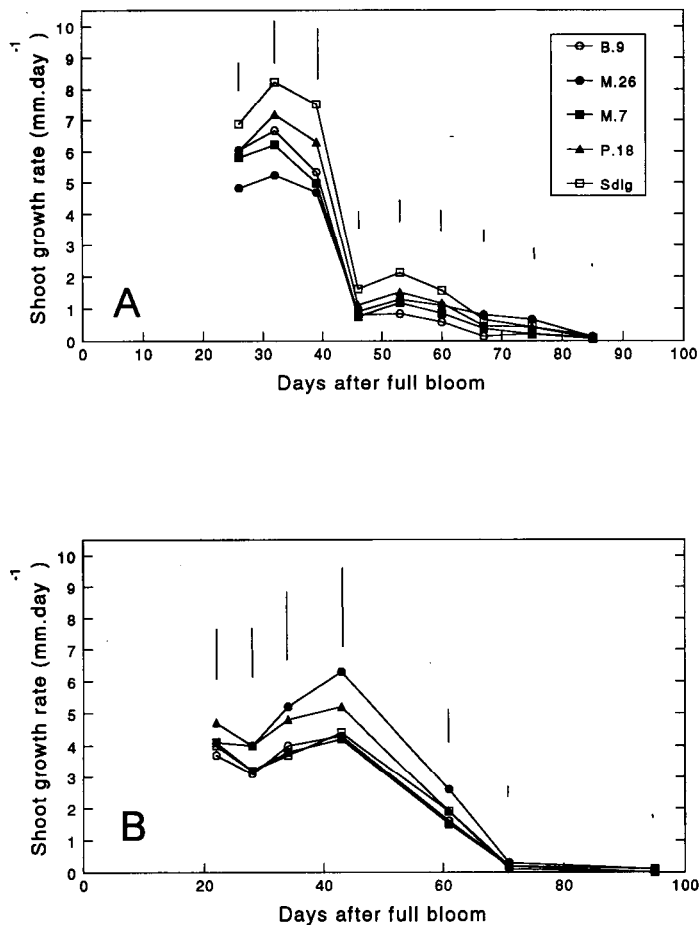 10
9
8
7
6
5
4
3
2
1
0
Shoot growth rate (mm.day⁻¹)
A
B.9
M.26
M.7
P.18
Sdlg
0 10 20 30 40 50 60 70 80 90 100
Days after full bloom
10
9
8
7
6
5
4
3
2
1
0
Shoot growth rate (mm.day⁻¹)
B
0 20 40 60 80 100
Days after full bloom